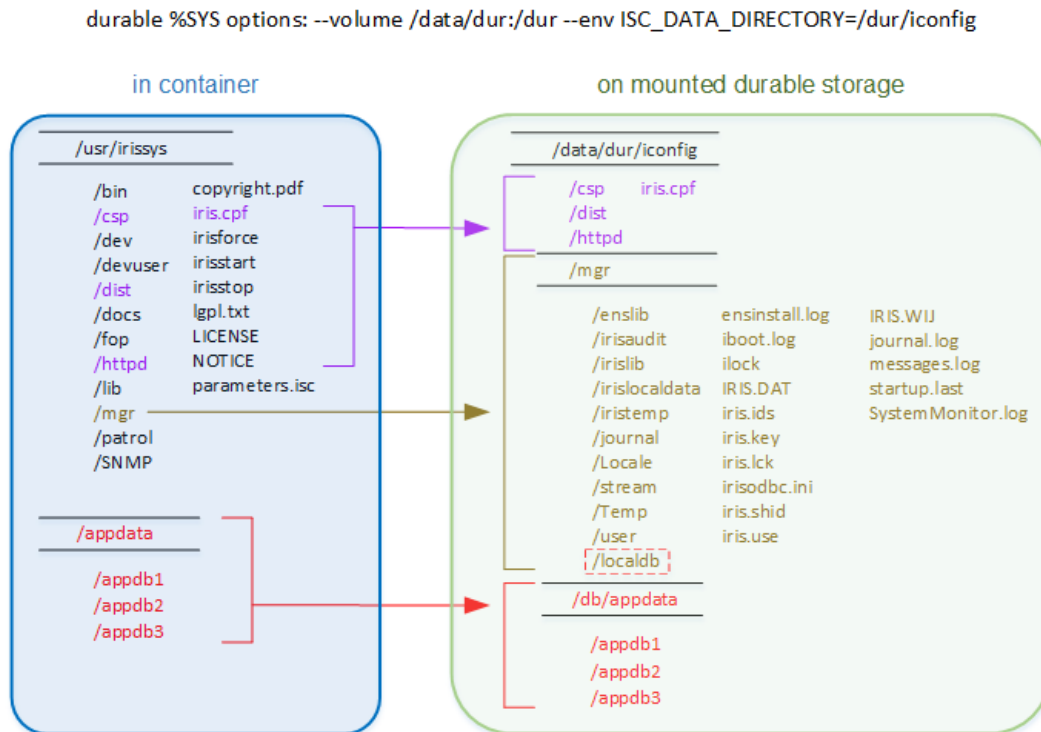 durable %SYS options: --volume /data/dur:/dur --env ISC_DATA_DIRECTORY=/dur/iconfig
in container
/usr/irissys
/bin copyright.pdf
/csp iris.cpf
/dev irisforce
/devuser irisstart
/dist irisstop
/docs lgpl.txt
/fop LICENSE
/httpd NOTICE
/lib parameters.isc
/mgr
/patrol
/SNMP
/appdata
/appdb1
/appdb2
/appdb3
on mounted durable storage
/data/dur/iconfig
/csp iris.cpf
/dist
/httpd
/mgr
/enslib ensinstall.log IRIS.WIJ
/irisaudit iboot.log journal.log
/irislib ilock messages.log
/irislocaldata IRIS.DAT startup.last
/iristemp iris.ids SystemMonitor.log
/journal iris.key
/Locale iris.lck
/stream irisodbc.ini
/Temp iris.shid
/user iris.use
/localdb
/db/appdata
/appdb1
/appdb2
/appdb3